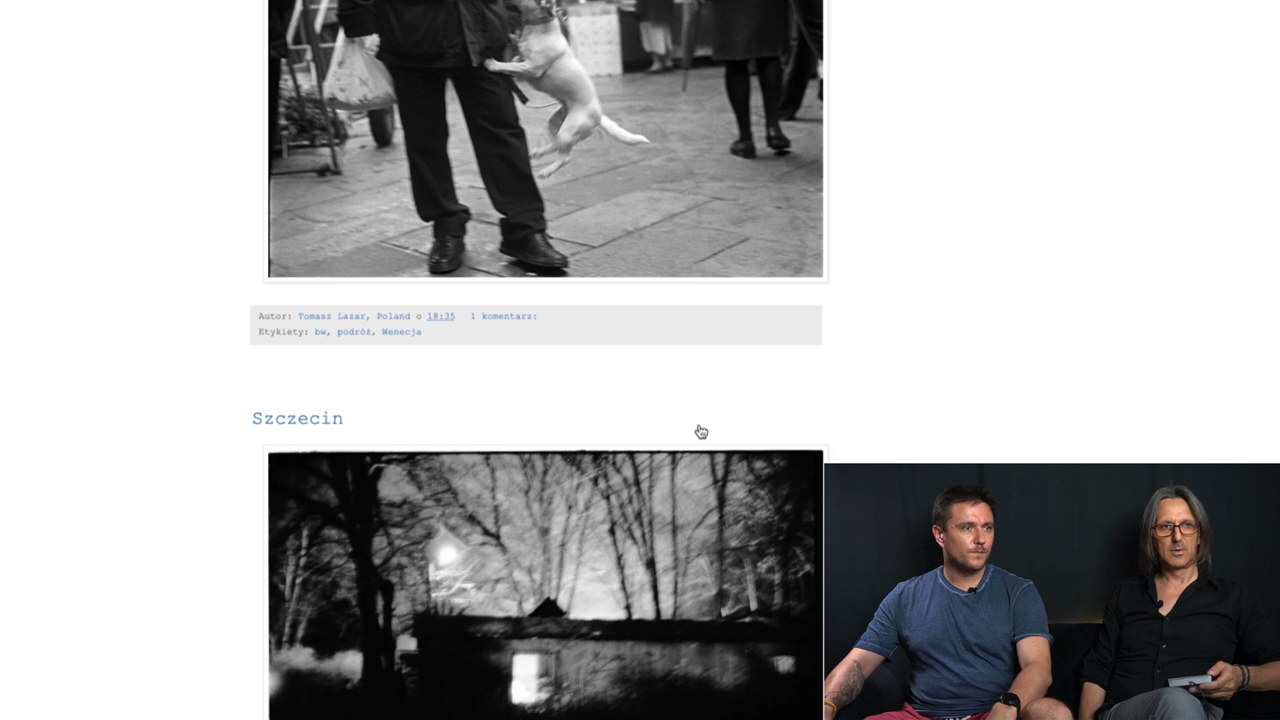 Autor: Tomasz Lazar, Poland o 18:35 1 komentarz:
Etykiety: bw, podróż, Wenecja
Szczecin